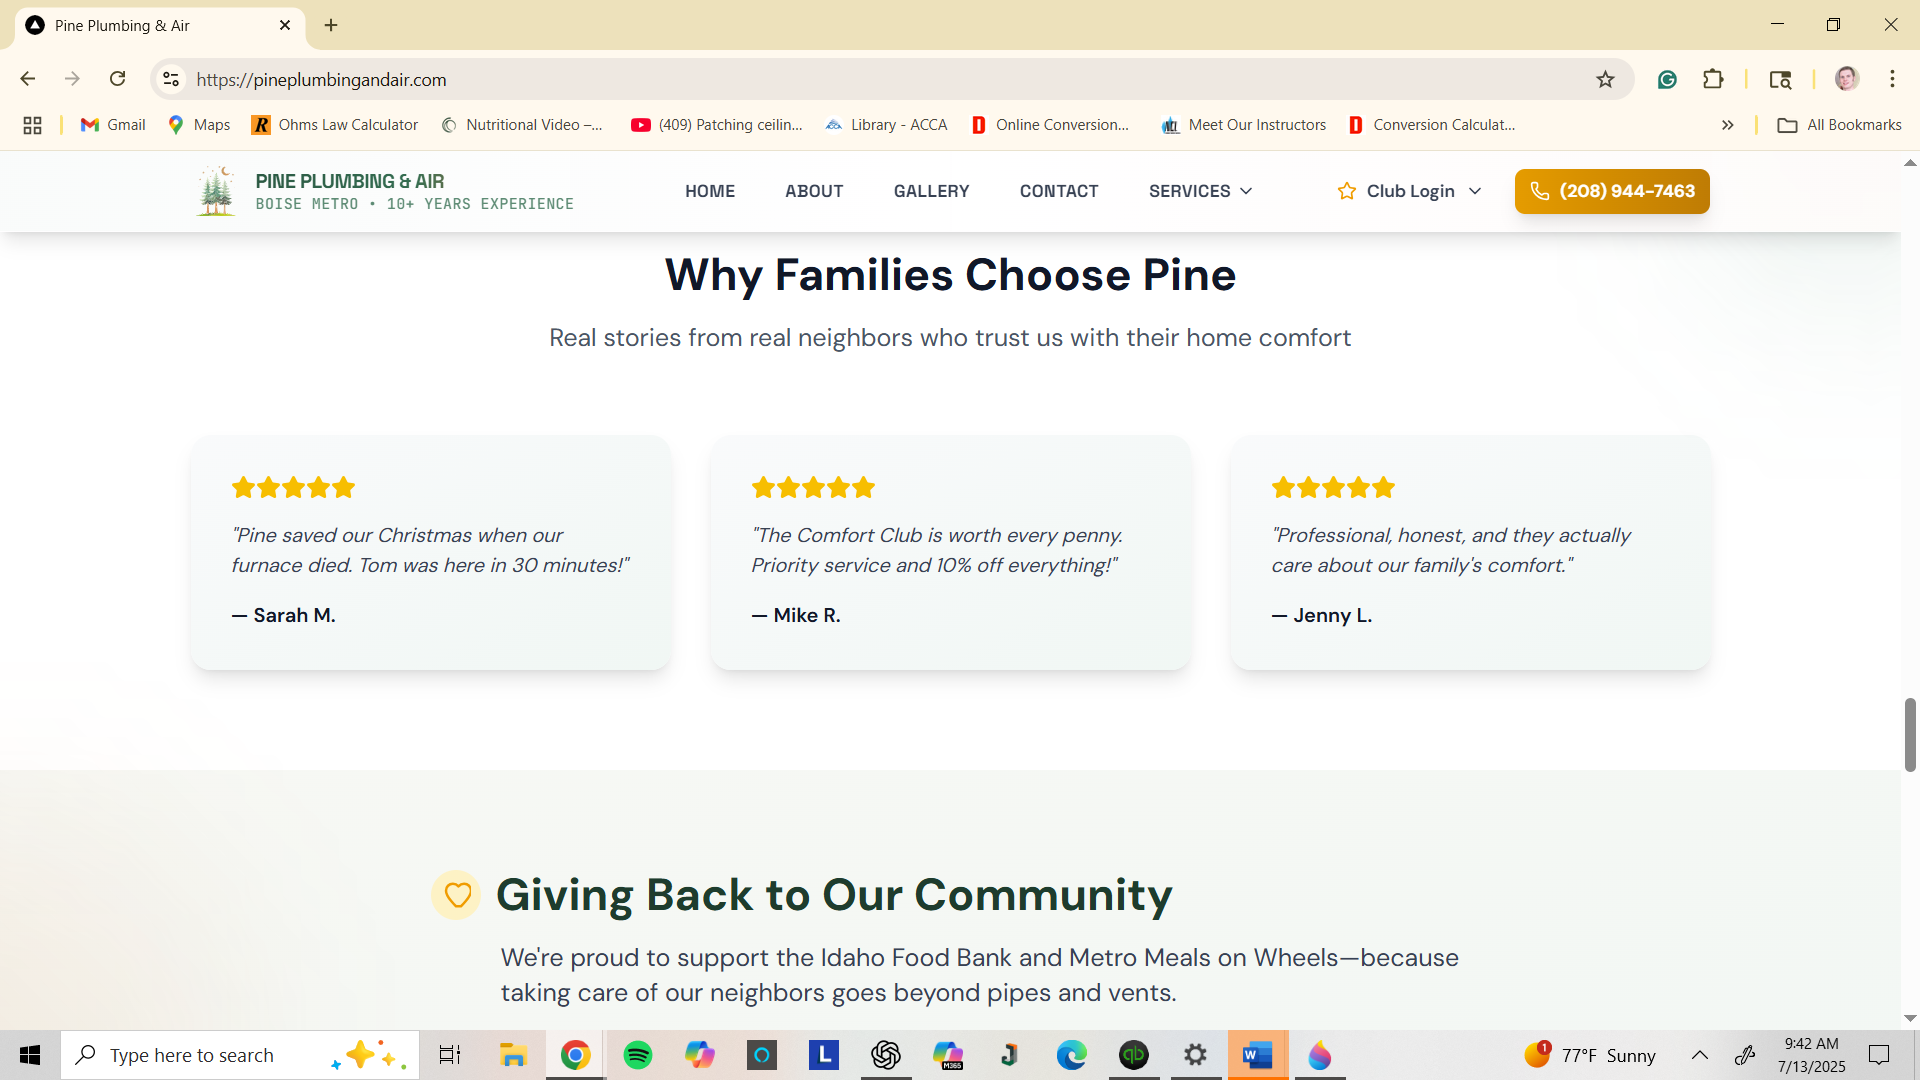 Pine Plumbing & Air
https://pineplumbingandair.com
Gmail
Maps
R
Ohms Law Calculator
Nutritional Video –...
(409) Patching ceilin...
Library - ACCA
D
Online Conversion...
Meet Our Instructors
D
Conversion Calculat...
All Bookmarks
PINE PLUMBING & AIR
BOISE METRO • 10+ YEARS EXPERIENCE
HOME
ABOUT
GALLERY
CONTACT
SERVICES
Club Login
(208) 944-7463
Why Families Choose Pine
Real stories from real neighbors who trust us with their home comfort
"Pine saved our Christmas when our
furnace died. Tom was here in 30 minutes!"
— Sarah M.
"The Comfort Club is worth every penny.
Priority service and 10% off everything!"
— Mike R.
"Professional, honest, and they actually
care about our family's comfort."
— Jenny L.
Giving Back to Our Community
We're proud to support the Idaho Food Bank and Metro Meals on Wheels—because
taking care of our neighbors goes beyond pipes and vents.
Type here to search
L
M365
J
qb
W
1
77°F Sunny
9:42 AM
7/13/2025